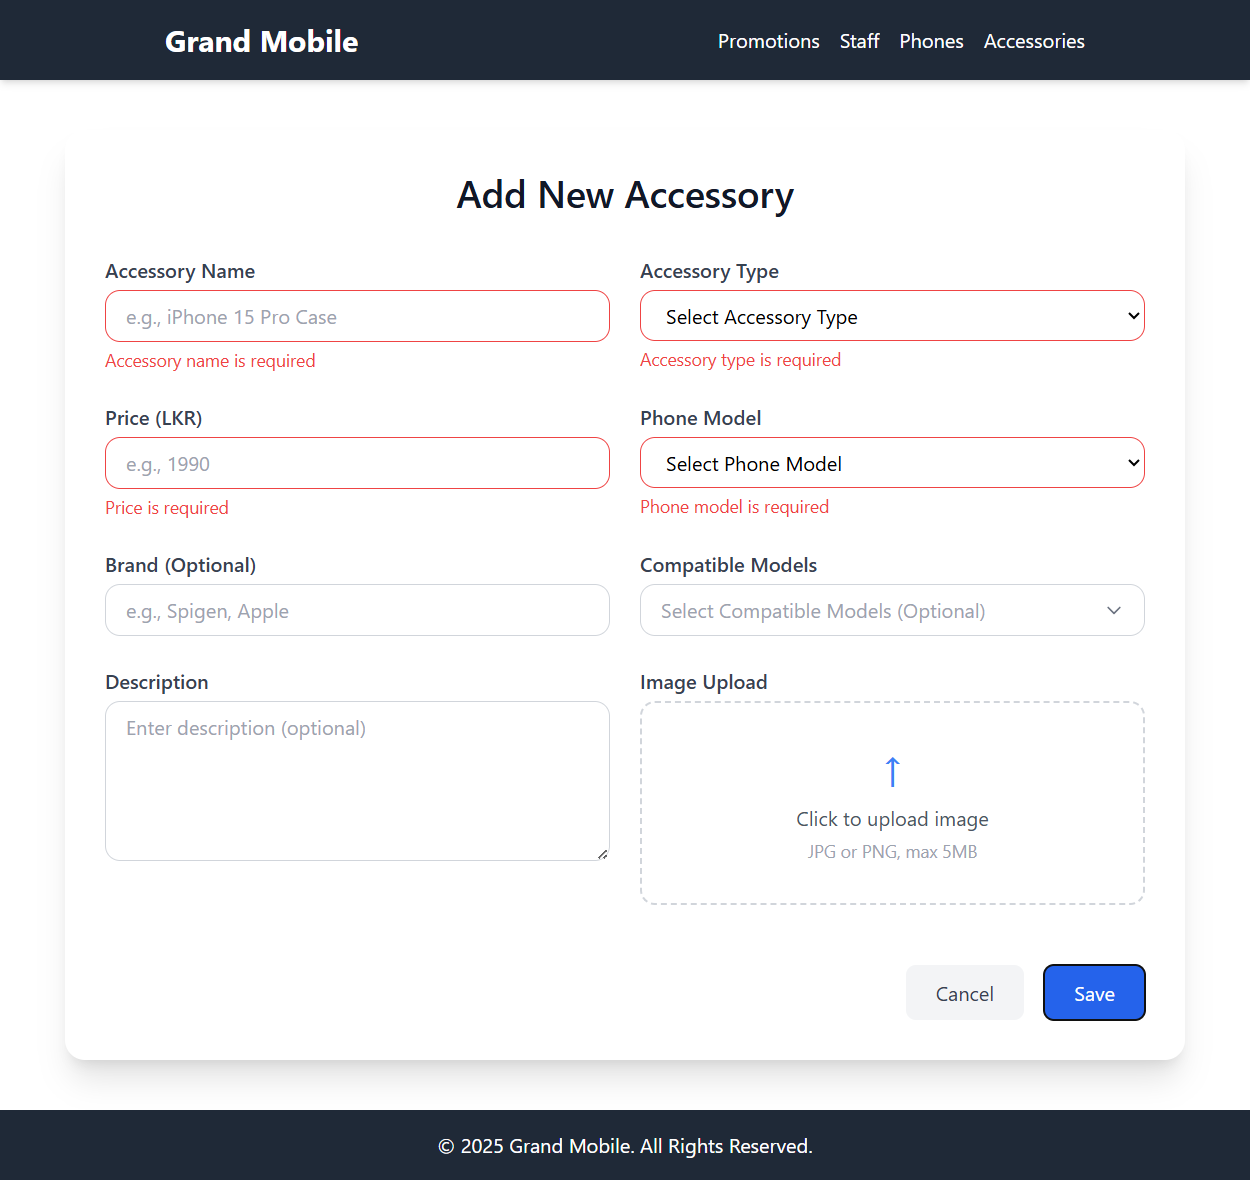 Grand Mobile
Promotions Staff Phones Accessories
Add New Accessory
Accessory Name
e.g., iPhone 15 Pro Case
Accessory name is required
Accessory Type
Select Accessory Type
Accessory type is required
Price (LKR)
e.g., 1990
Price is required
Phone Model
Select Phone Model
Phone model is required
Brand (Optional)
e.g., Spigen, Apple
Compatible Models
Select Compatible Models (Optional)
Description
Enter description (optional)
Image Upload
Click to upload image
JPG or PNG, max 5MB
Cancel
Save
© 2025 Grand Mobile. All Rights Reserved.